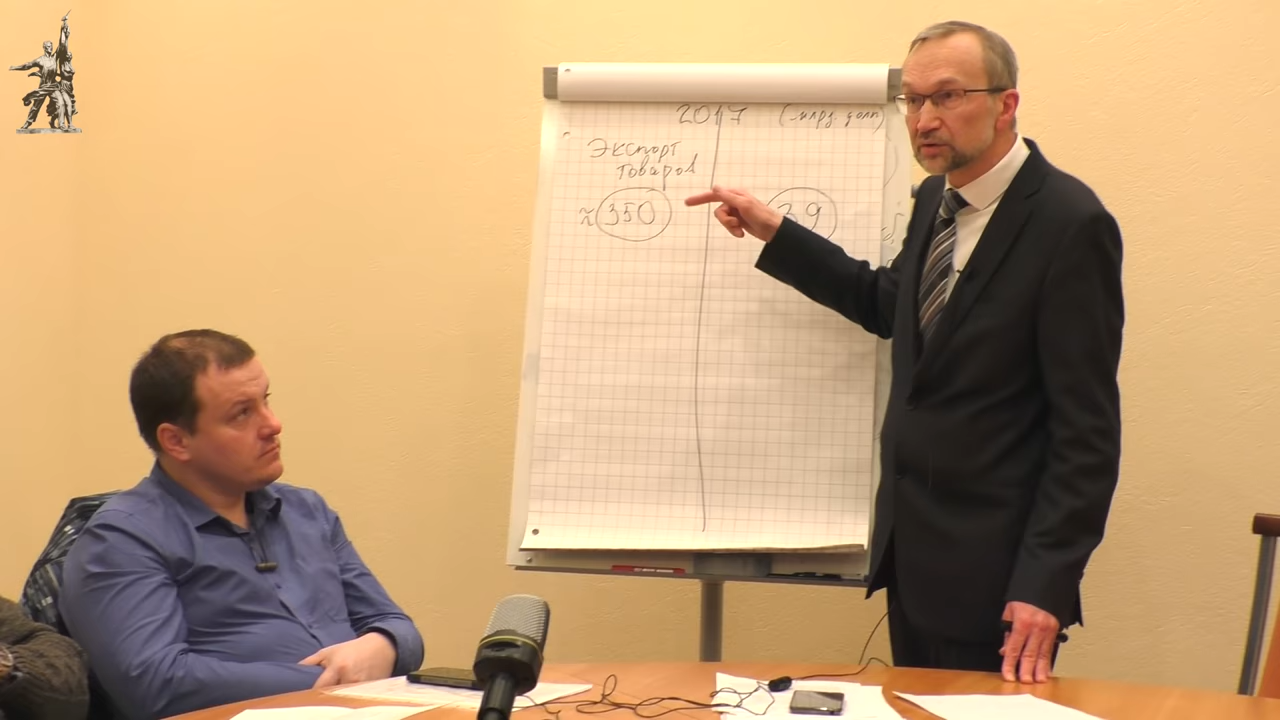 2017 (млрд. долл)
Экспорт
товаров
≈ 350
39